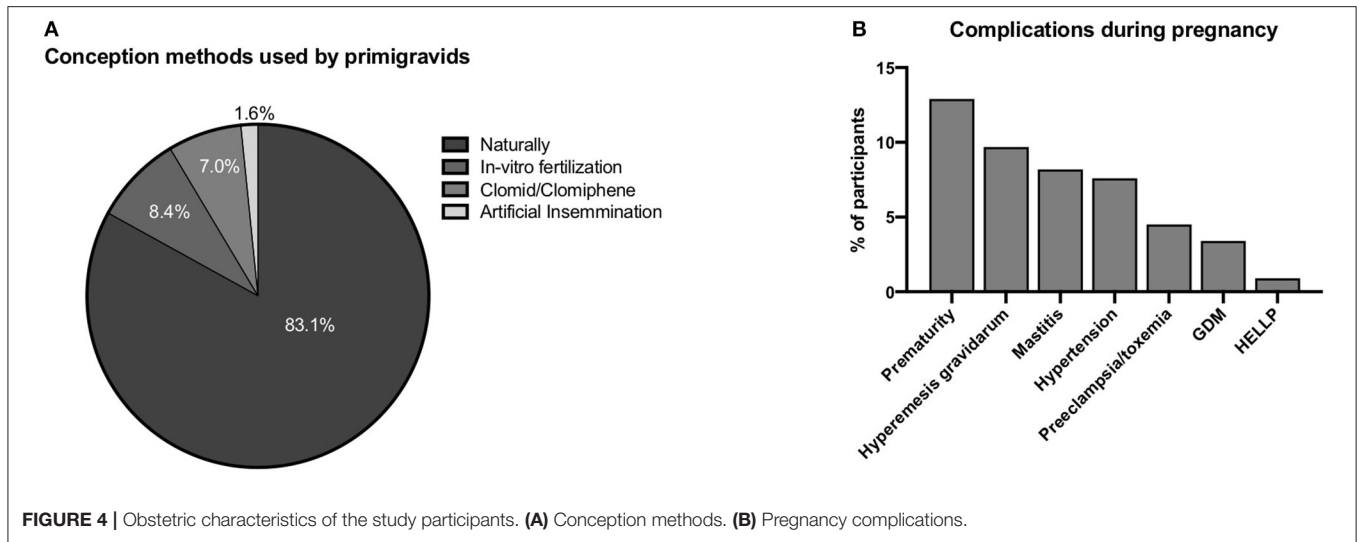 A
Conception methods used by primigravids
1.6%
7.0%
8.4%
83.1%
Naturally
In-vitro fertilization
Clomid/Clomiphene
Artificial Insemmination
B
Complications during pregnancy
% of participants
15
10
5
0
Prematurity
Hyperemesis gravidarum
Mastitis
Hypertension
Preeclampsia/toxemia
GDM
HELLP
FIGURE 4 | Obstetric characteristics of the study participants. (A) Conception methods. (B) Pregnancy complications.